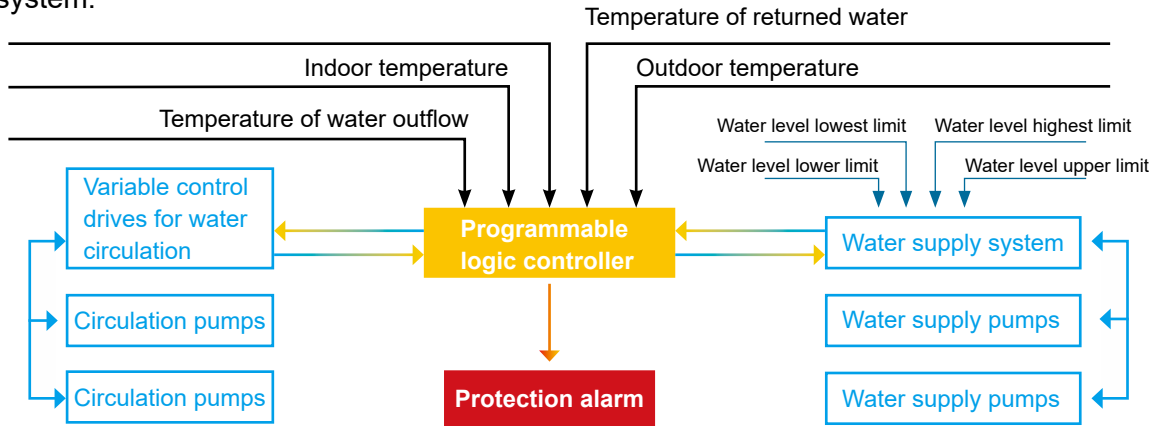 system.
Temperature of returned water
Indoor temperature
Outdoor temperature
Temperature of water outflow
Water level lowest limit
Water level highest limit
Water level lower limit
Water level upper limit
Variable control
drives for water
circulation
Programmable
logic controller
Water supply system
Circulation pumps
Water supply pumps
Circulation pumps
Protection alarm
Water supply pumps